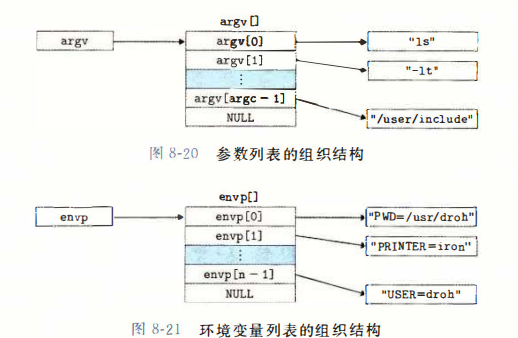 argv[]
argv
argv[0]
"ls"
argv[1]
"-lt"
⋮
argv[argc-1]
NULL
"/user/include"
图 8-20 参数列表的组织结构
envp[]
envp
envp[0]
"PWD=/usr/droh"
envp[1]
"PRINTER=iron"
⋮
envp[n-1]
NULL
"USER=droh"
图 8-21 环境变量列表的组织结构